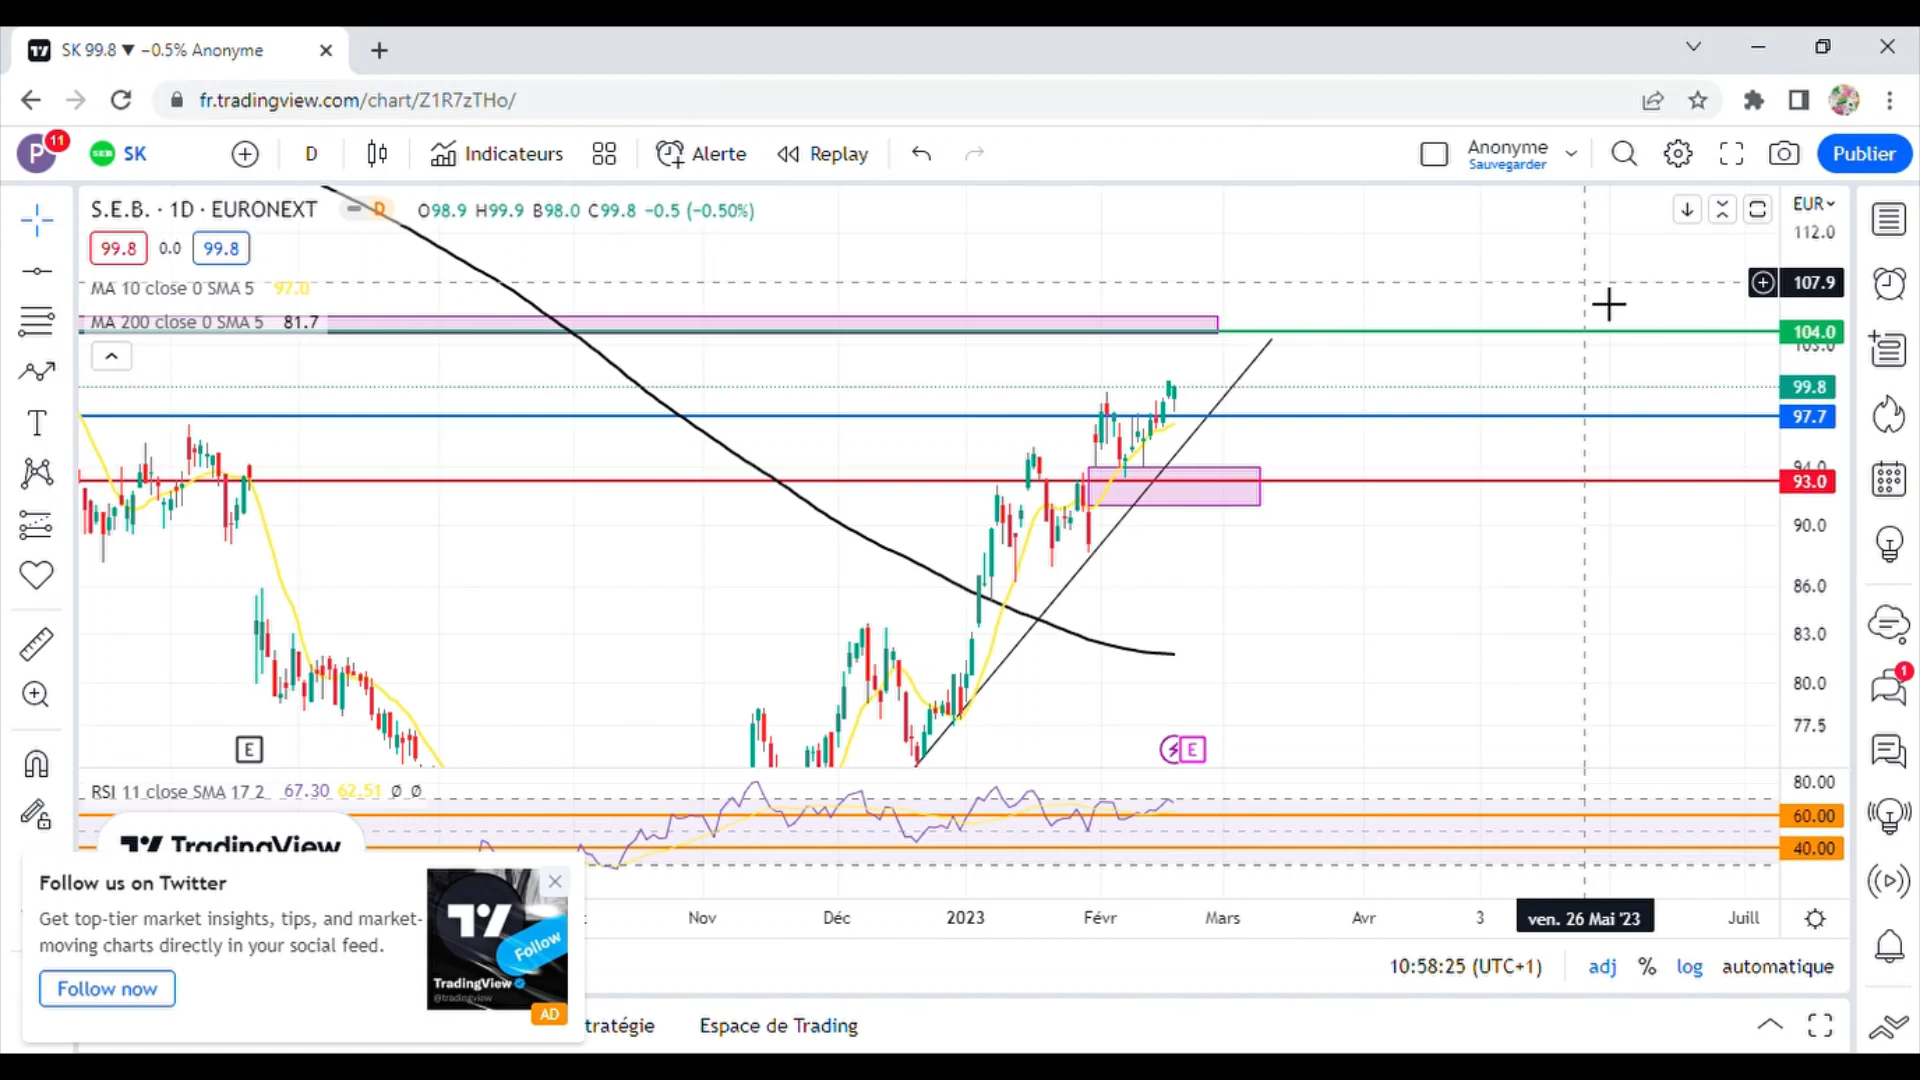 SK 99.8 ▼ −0.5% Anonyme
fr.tradingview.com/chart/Z1R7zTHo/
P
11
SK
D
Indicateurs
Alerte
Replay
Anonyme
Sauvegarder
Publier
S.E.B. · 1D · EURONEXT
D
O98.9 H99.9 B98.0 C99.8 −0.5 (−0.50%)
EUR
112.0
99.8
0.0
99.8
MA 10 close 0 SMA 5 97.0
107.9
MA 200 close 0 SMA 5 81.7
104.0
99.8
97.7
94.0
93.0
90.0
86.0
83.0
80.0
77.5
E
E
1
RSI 11 close SMA 17 2 67.30 62.51 Ø Ø
80.00
60.00
40.00
TradingView
Follow us on Twitter
Get top-tier market insights, tips, and market-
moving charts directly in your social feed.
Follow now
Follow
TradingView
@tradingview
AD
Nov
Déc
2023
Févr
Mars
Avr
3
ven. 26 Mai '23
Juill
10:58:25 (UTC+1)
adj
%
log
automatique
tratégie
Espace de Trading